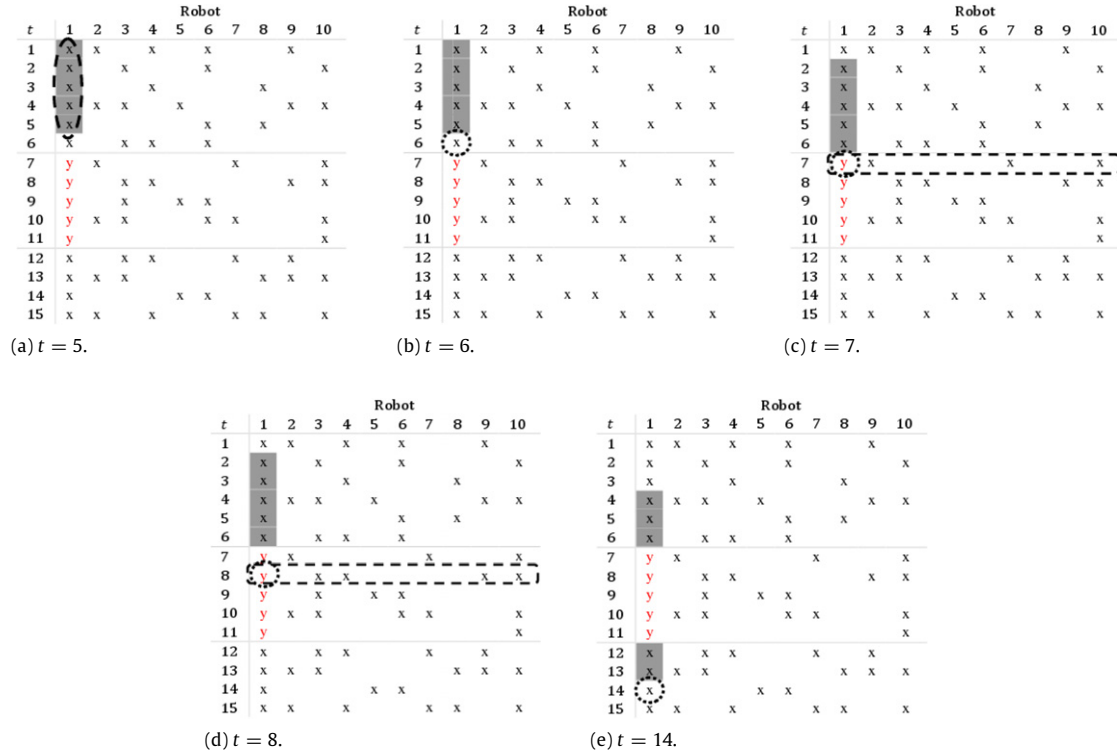 Robot
t 1 2 3 4 5 6 7 8 9 10
1 x x x x x
2 x x x x
3 x x x
4 x x x x x x
5 x x x
6 x x x x
7 y x x x
8 y x x x x
9 y x x x
10 y x x x x x
11 y x
12 x x x x x
13 x x x x x x
14 x x x
15 x x x x x x
(a) t = 5.
Robot
t 1 2 3 4 5 6 7 8 9 10
1 x x x x x
2 x x x x
3 x x x
4 x x x x x x
5 x x x
6 x x x x
7 y x x x
8 y x x x x
9 y x x x
10 y x x x x x
11 y x
12 x x x x x
13 x x x x x x
14 x x x
15 x x x x x x
(b) t = 6.
Robot
t 1 2 3 4 5 6 7 8 9 10
1 x x x x x
2 x x x x
3 x x x
4 x x x x x x
5 x x x
6 x x x x
7 y x x x
8 y x x x x
9 y x x x
10 y x x x x x
11 y x
12 x x x x x
13 x x x x x x
14 x x x
15 x x x x x x
(c) t = 7.
Robot
t 1 2 3 4 5 6 7 8 9 10
1 x x x x x
2 x x x x
3 x x x
4 x x x x x x
5 x x x
6 x x x x
7 y x x x
8 y x x x x
9 y x x x
10 y x x x x x
11 y x
12 x x x x x
13 x x x x x x
14 x x x
15 x x x x x x
(d) t = 8.
Robot
t 1 2 3 4 5 6 7 8 9 10
1 x x x x x
2 x x x x
3 x x x
4 x x x x x x
5 x x x
6 x x x x
7 y x x x
8 y x x x x
9 y x x x
10 y x x x x x
11 y x
12 x x x x x
13 x x x x x x
14 x x x
15 x x x x x x
(e) t = 14.